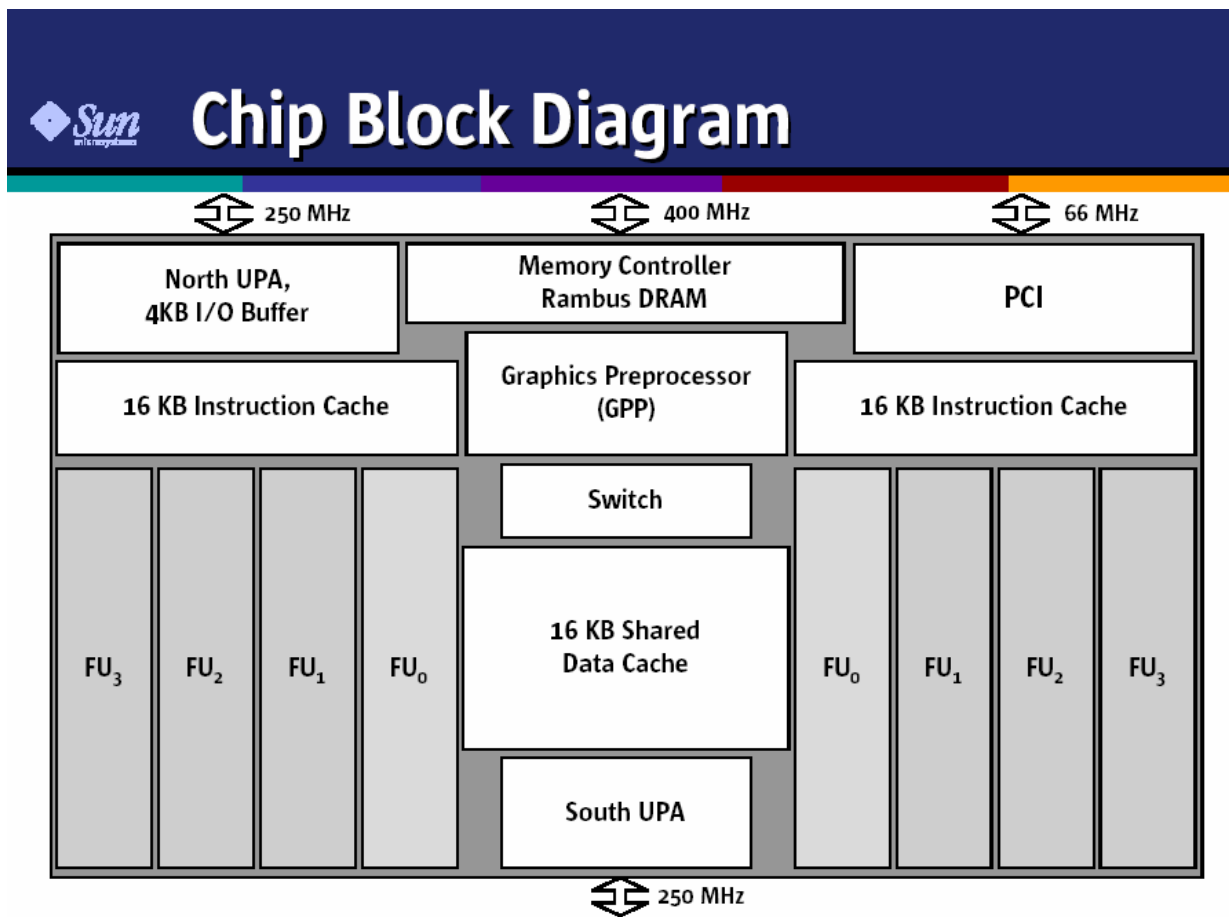 Sun
microsystems
Chip Block Diagram
250 MHz
400 MHz
66 MHz
North UPA,
4KB I/O Buffer
Memory Controller
Rambus DRAM
PCI
16 KB Instruction Cache
Graphics Preprocessor
(GPP)
16 KB Instruction Cache
Switch
FU₃
FU₂
FU₁
FU₀
16 KB Shared
Data Cache
FU₀
FU₁
FU₂
FU₃
South UPA
250 MHz